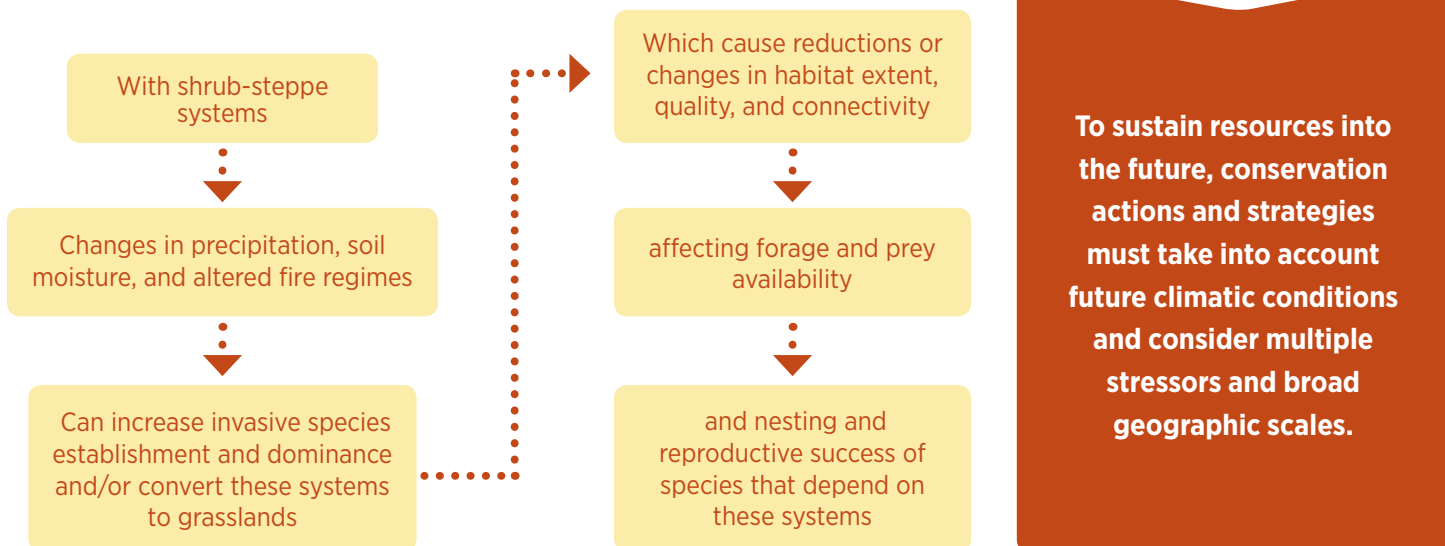 With shrub-steppe
systems
Changes in precipitation, soil
moisture, and altered fire regimes
Can increase invasive species
establishment and dominance
and/or convert these systems
to grasslands
Which cause reductions or
changes in habitat extent,
quality, and connectivity
affecting forage and prey
availability
and nesting and
reproductive success of
species that depend on
these systems
To sustain resources into
the future, conservation
actions and strategies
must take into account
future climatic conditions
and consider multiple
stressors and broad
geographic scales.